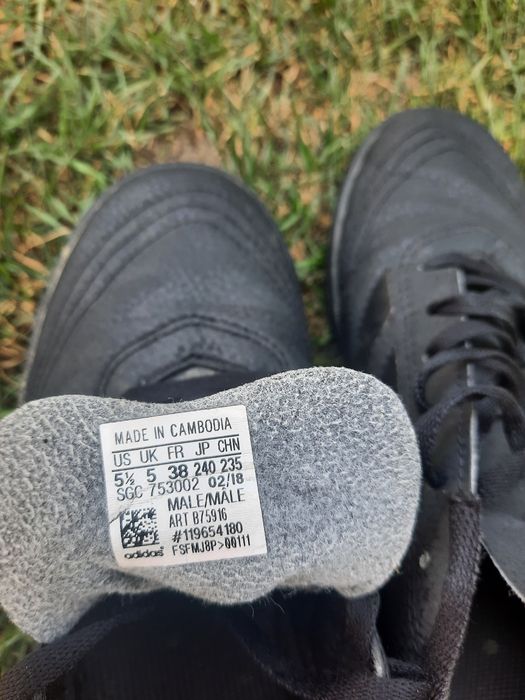 MADE IN CAMBODIA
US UK FR JP CHN
5½ 5 38 240 235
SGC 753002 02/18
MALE/MÂLE
ART B75916
#119654180
adidas FSFMJ8P>00111